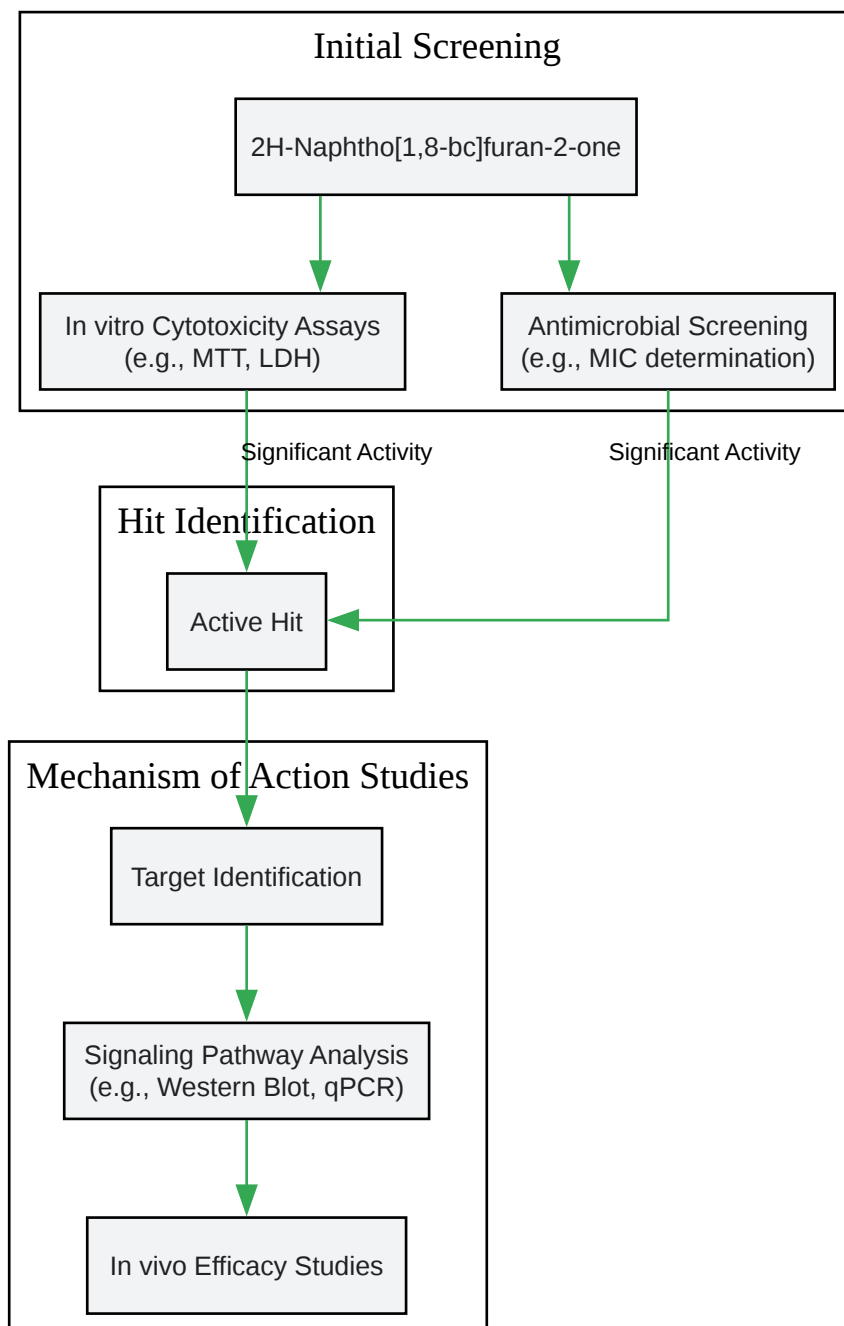 Initial Screening
2H-Naphtho[1,8-bc]furan-2-one
In vitro Cytotoxicity Assays
(e.g., MTT, LDH)
Antimicrobial Screening
(e.g., MIC determination)
Significant Activity
Significant Activity
Hit Identification
Active Hit
Mechanism of Action Studies
Target Identification
Signaling Pathway Analysis
(e.g., Western Blot, qPCR)
In vivo Efficacy Studies